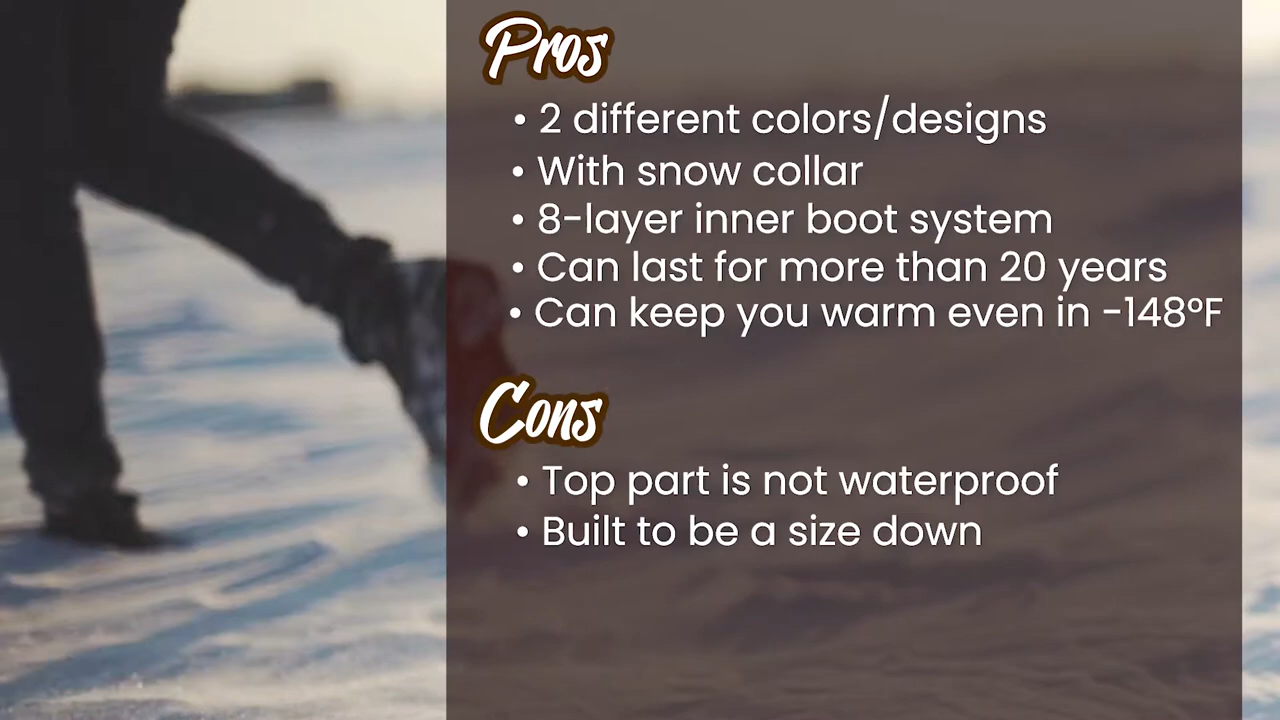 Pros
• 2 different colors/designs
• With snow collar
• 8-layer inner boot system
• Can last for more than 20 years
• Can keep you warm even in -148°F
Cons
• Top part is not waterproof
• Built to be a size down